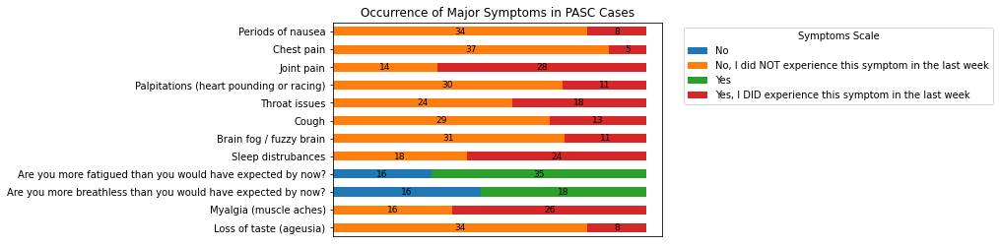 Occurrence of Major Symptoms in PASC Cases
Periods of nausea 34 8
Chest pain 37 5
Joint pain 14 28
Palpitations (heart pounding or racing) 30 11
Throat issues 24 18
Cough 29 13
Brain fog / fuzzy brain 31 11
Sleep distrubances 18 24
Are you more fatigued than you would have expected by now? 16 35
Are you more breathless than you would have expected by now? 16 18
Myalgia (muscle aches) 16 26
Loss of taste (ageusia) 34 8
Symptoms Scale
No
No, I did NOT experience this symptom in the last week
Yes
Yes, I DID experience this symptom in the last week